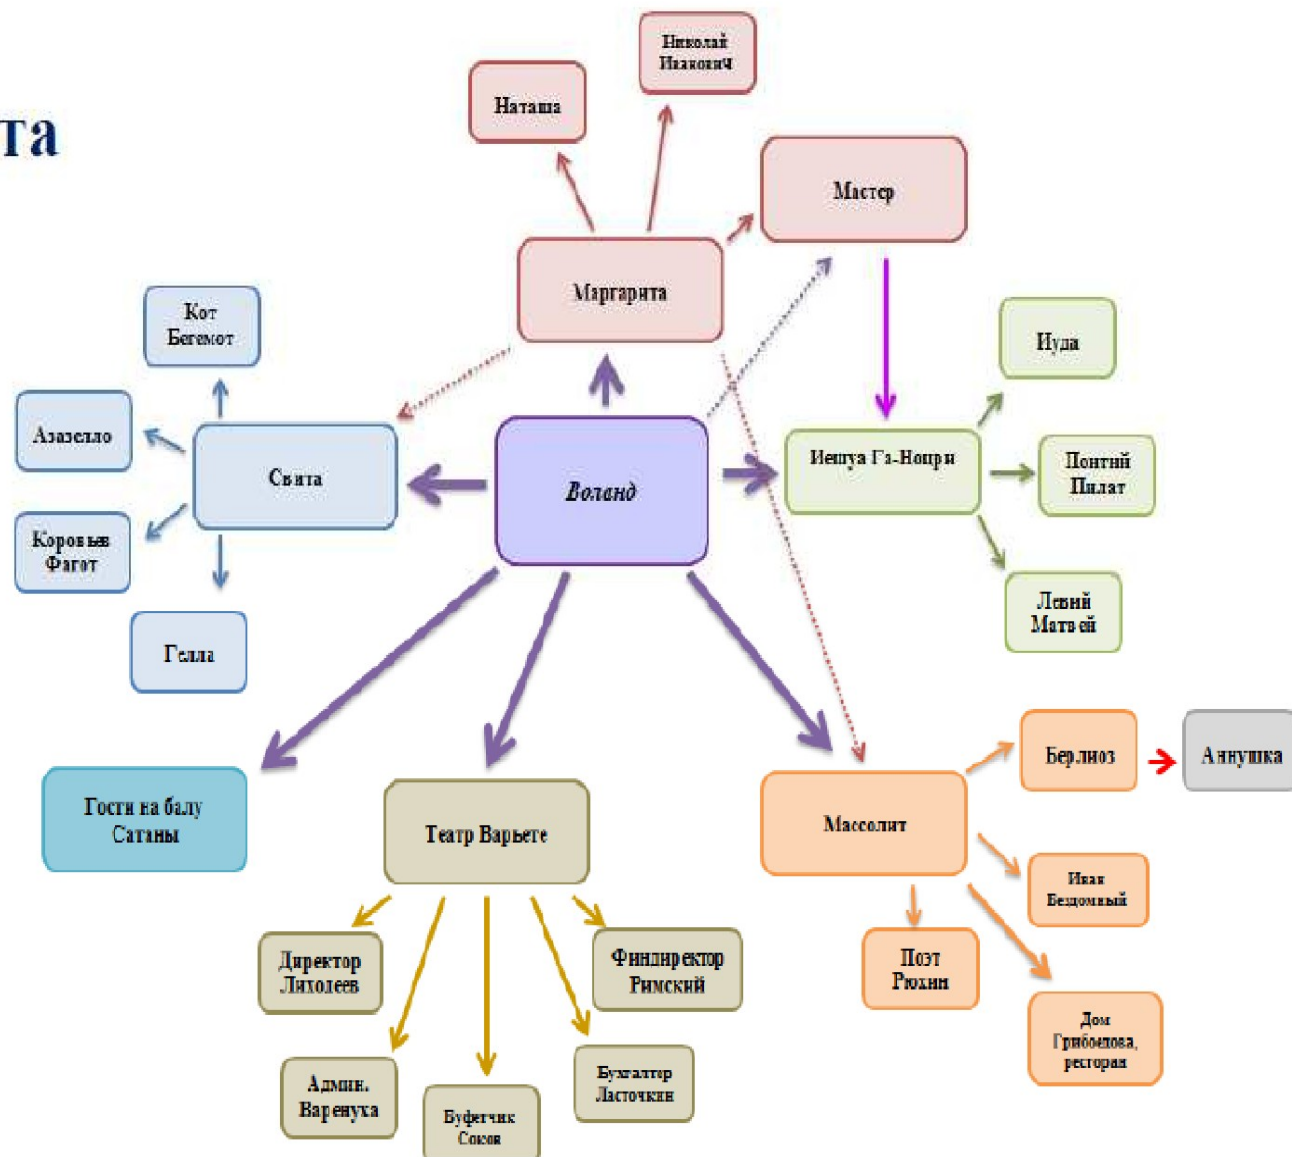 та
Николай
Иванович
Наташа
Мастер
Маргарита
Кот
Бегемот
Иуда
Азазелло
Свита
Воланд
Иешуа Га-Ноцри
Понтий
Пилат
Коровьев
Фагот
Левий
Матвей
Гелла
Берлиоз
Аннушка
Гости на балу
Сатаны
Театр Варьете
Массолит
Иван
Бездомный
Директор
Лиходеев
Финдиректор
Римский
Поэт
Рюхин
Дом
Грибоедова,
ресторан
Админ.
Варенуха
Буфетчик
Соков
Бухгалтер
Ласточкин